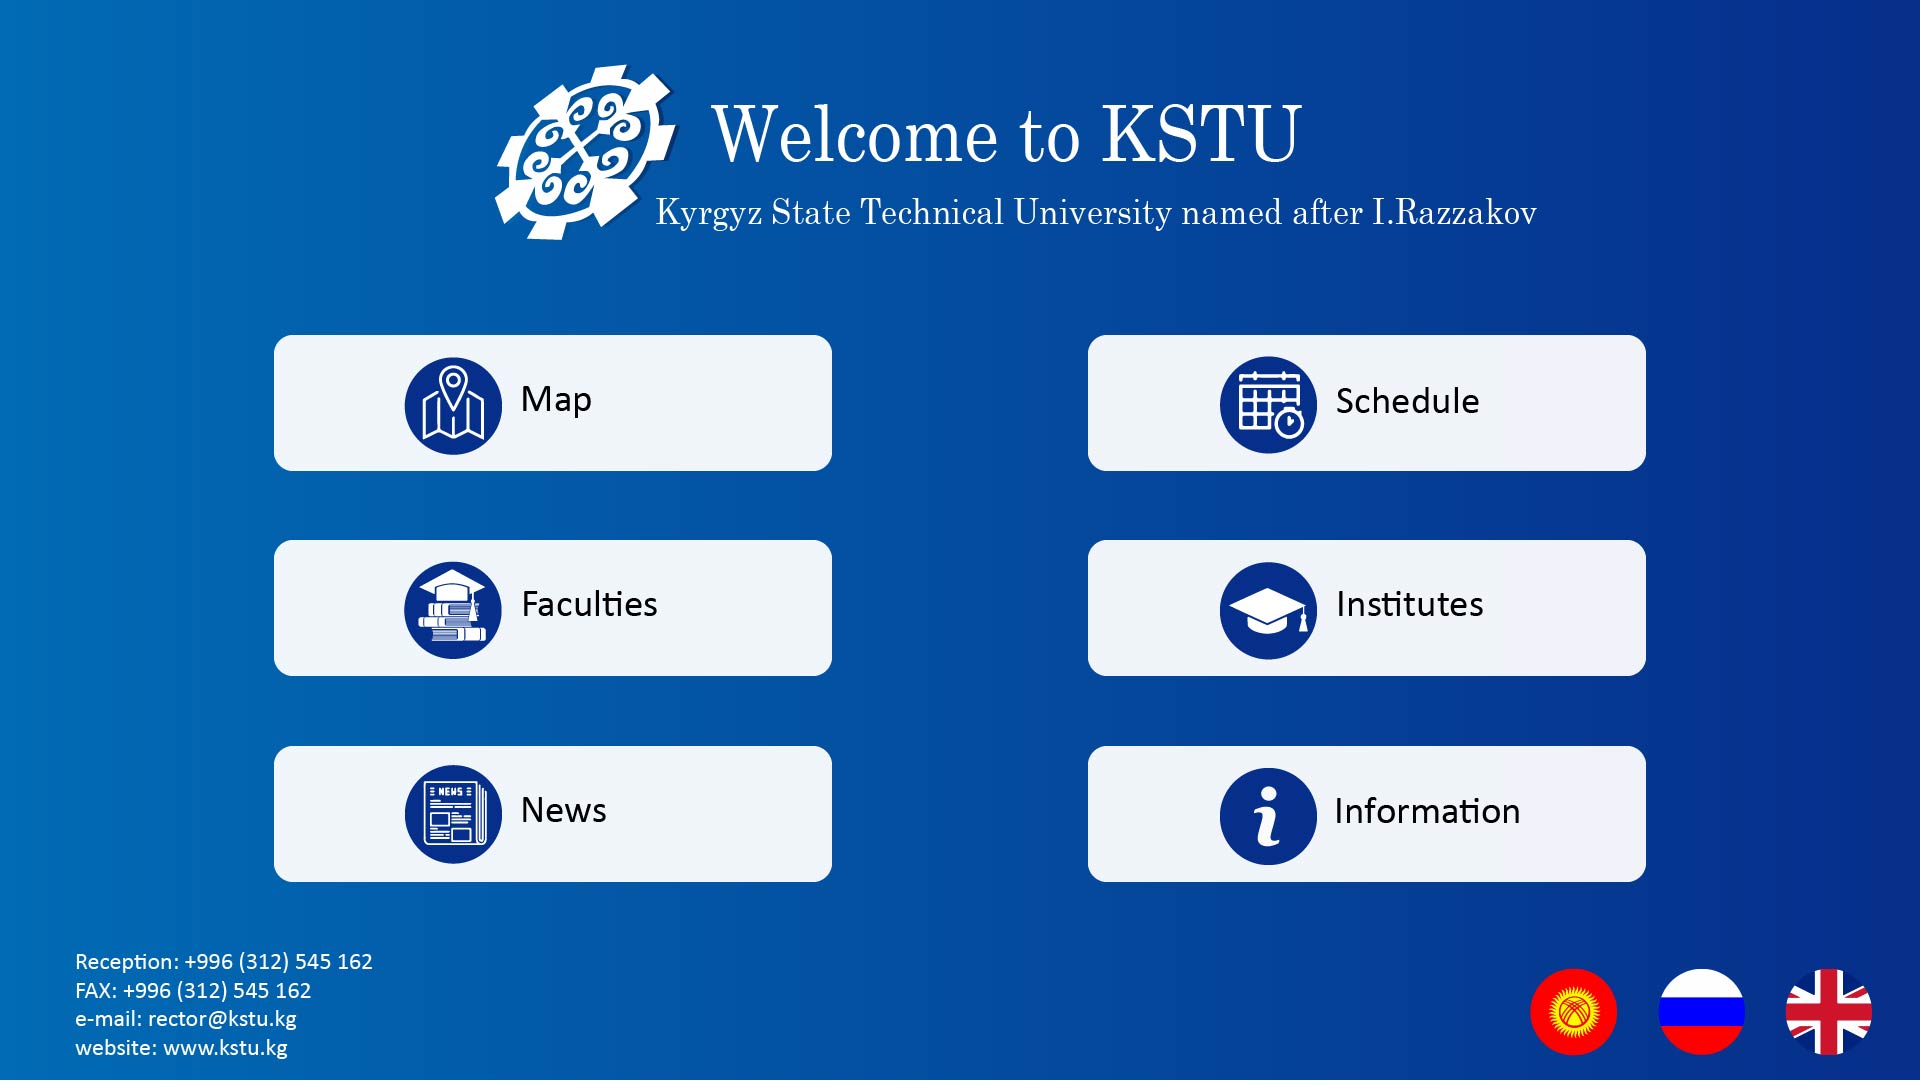 Welcome to KSTU
Kyrgyz State Technical University named after I.Razzakov
Map
Schedule
Faculties
Institutes
NEWS
News
Information
Reception: +996 (312) 545 162
FAX: +996 (312) 545 162
e-mail: rector@kstu.kg
website: www.kstu.kg